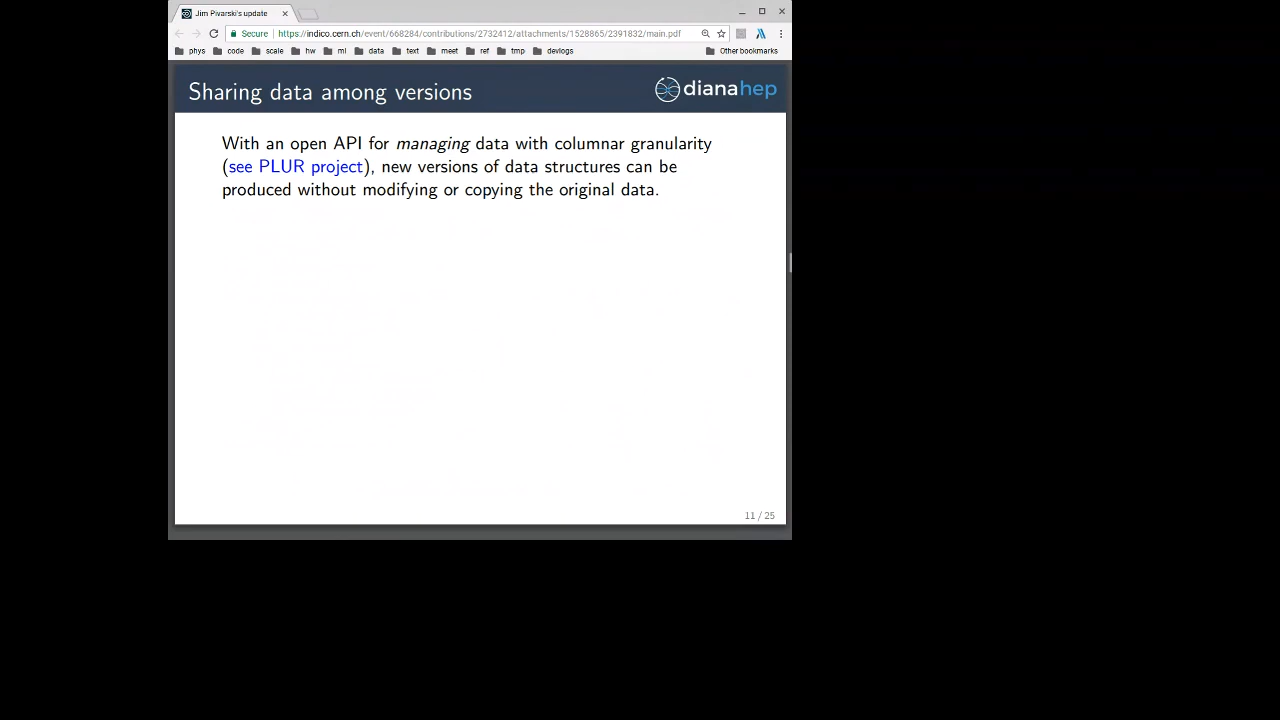 Jim Pivarski's update
Secure https://indico.cern.ch/event/668284/contributions/2732412/attachments/1528865/2391832/main.pdf
phys code scale hw ml data text meet ref tmp devlogs Other bookmarks
Sharing data among versions dianahep
With an open API for managing data with columnar granularity
(see PLUR project), new versions of data structures can be
produced without modifying or copying the original data.
11 / 25